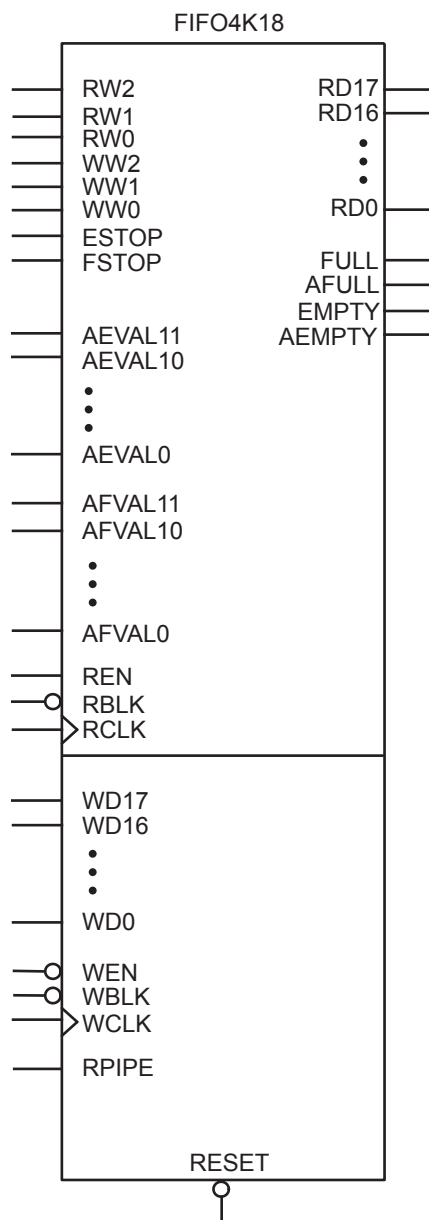 FIFO4K18
RW2 RD17
RW1 RD16
RW0
WW2
WW1
WW0 RD0
ESTOP
FSTOP FULL
AFULL
EMPTY
AEVAL11 AEMPTY
AEVAL10
AEVAL0
AFVAL11
AFVAL10
AFVAL0
REN
RBLK
RCLK
WD17
WD16
WD0
WEN
WBLK
WCLK
RPIPE
RESET